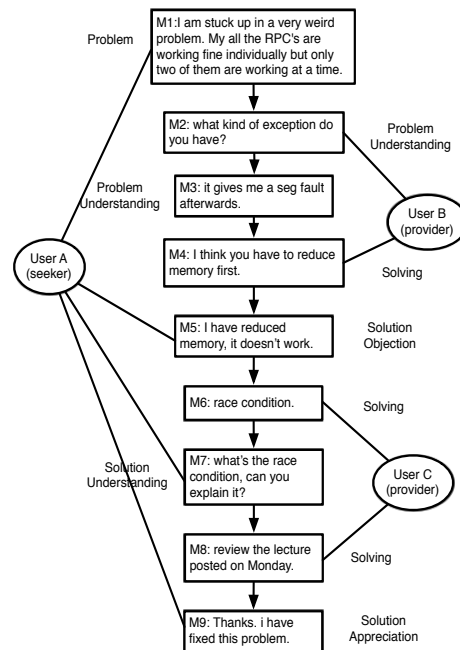 M1:I am stuck up in a very weird
problem. My all the RPC's are
working fine individually but only
two of them are working at a time.
Problem
M2: what kind of exception do
you have?
Problem
Understanding
M3: it gives me a seg fault
afterwards.
Problem
Understanding
User B
(provider)
M4: I think you have to reduce
memory first.
User A
(seeker)
Solving
M5: I have reduced
memory, it doesn't work.
Solution
Objection
M6: race condition.
Solving
M7: what's the race
condition, can you
explain it?
Solution
Understanding
User C
(provider)
M8: review the lecture
posted on Monday.
Solving
M9: Thanks. i have
fixed this problem.
Solution
Appreciation